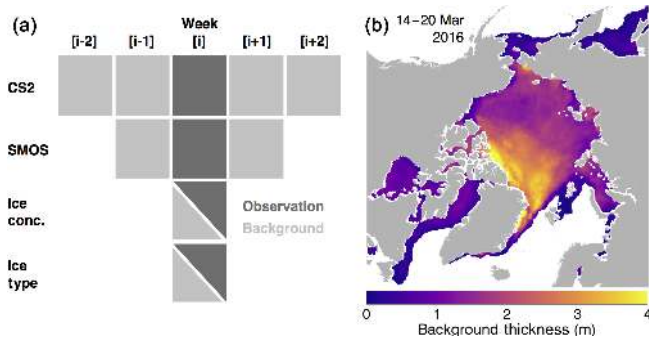 (a)
Week
[i-2] [i-1] [i] [i+1] [i+2]
CS2
SMOS
Ice
conc.
Observation
Background
Ice
type
(b)
14–20 Mar
2016
0 1 2 3 4
Background thickness (m)